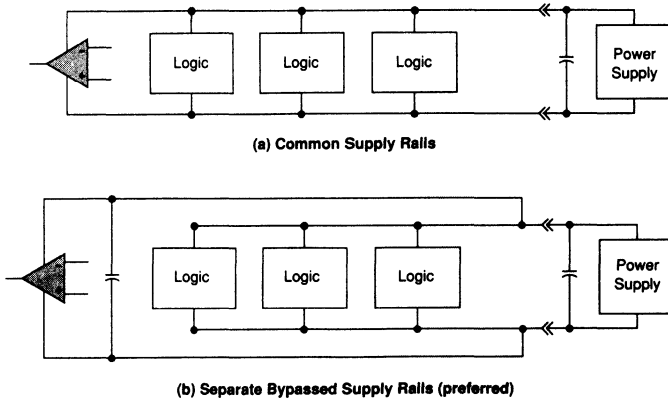 Logic
Logic
Logic
Power
Supply
(a) Common Supply Rails
Logic
Logic
Logic
Power
Supply
(b) Separate Bypassed Supply Rails (preferred)